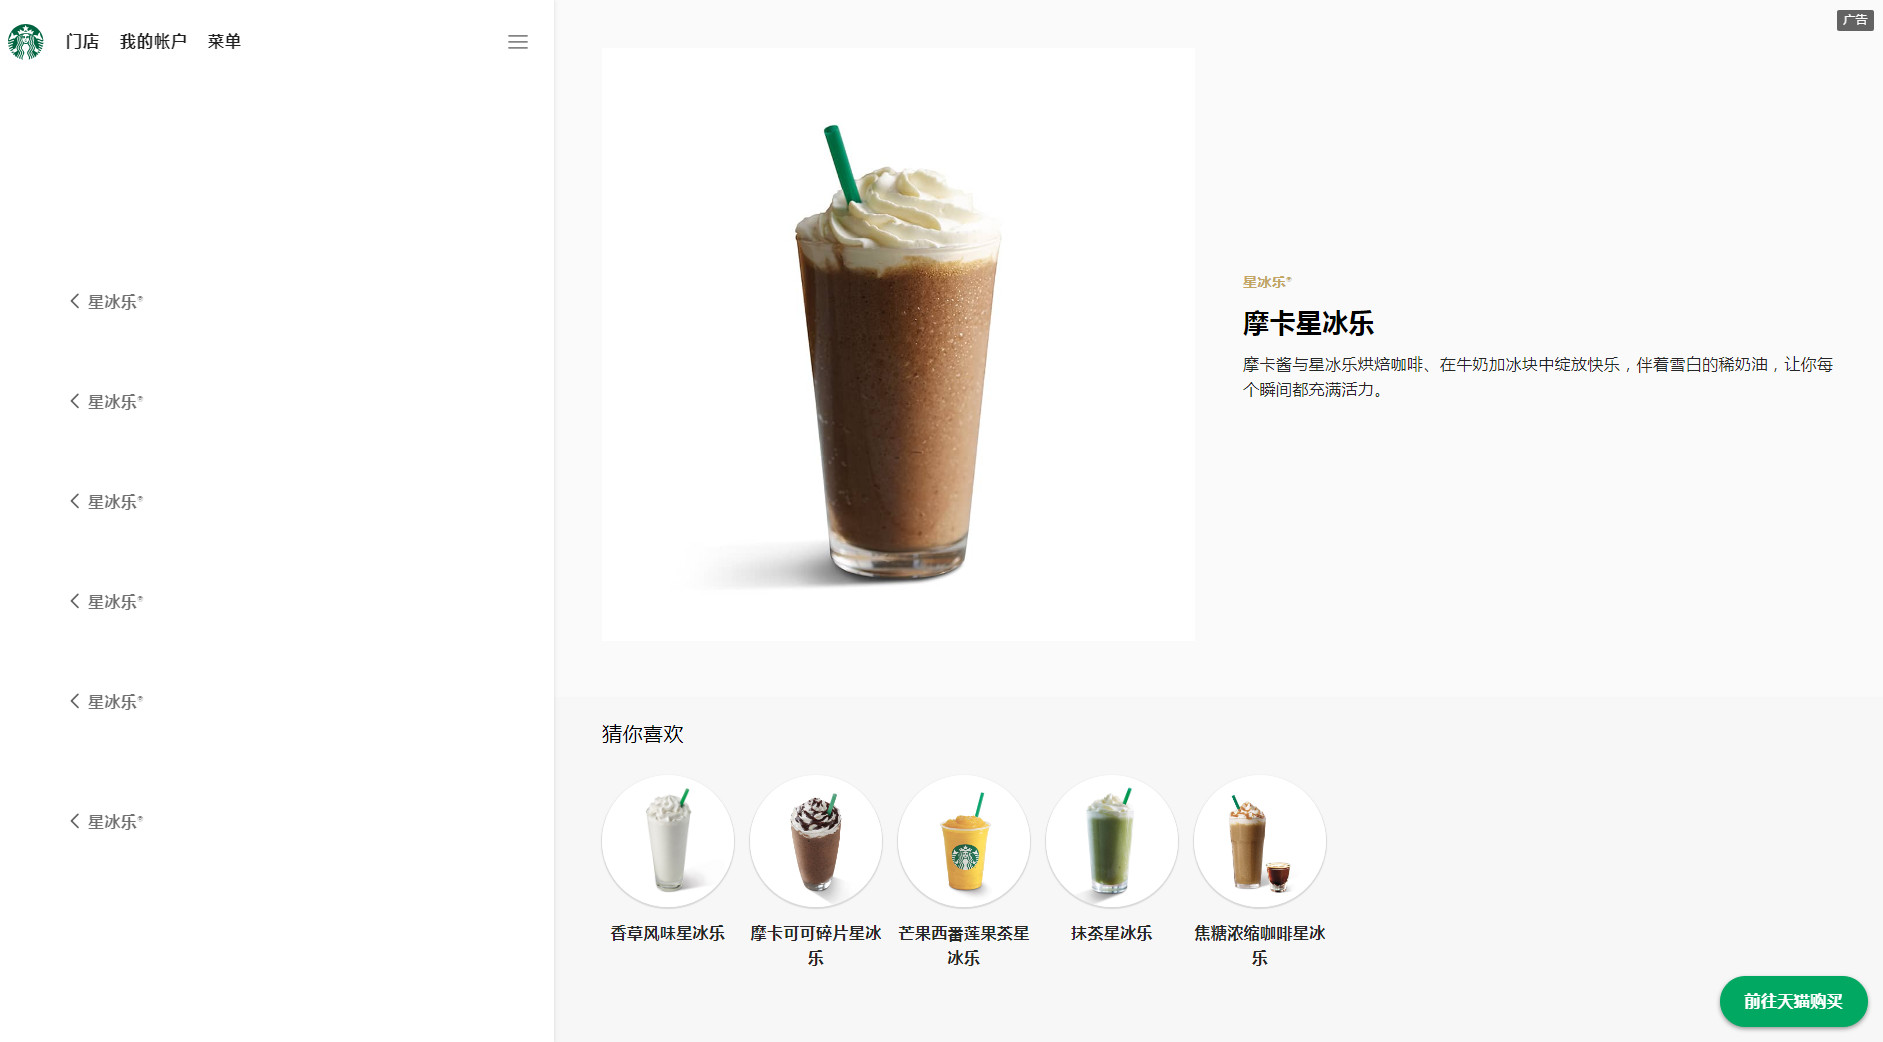 门店 我的帐户 菜单
广告
星冰乐®
星冰乐®
星冰乐®
星冰乐®
星冰乐®
星冰乐®
星冰乐®
摩卡星冰乐
摩卡酱与星冰乐烘焙咖啡、在牛奶加冰块中绽放快乐，伴着雪白的稀奶油，让你每
个瞬间都充满活力。
猜你喜欢
香草风味星冰乐
摩卡可可碎片星冰
乐
芒果西番莲果茶星
冰乐
抹茶星冰乐
焦糖浓缩咖啡星冰
乐
前往天猫购买